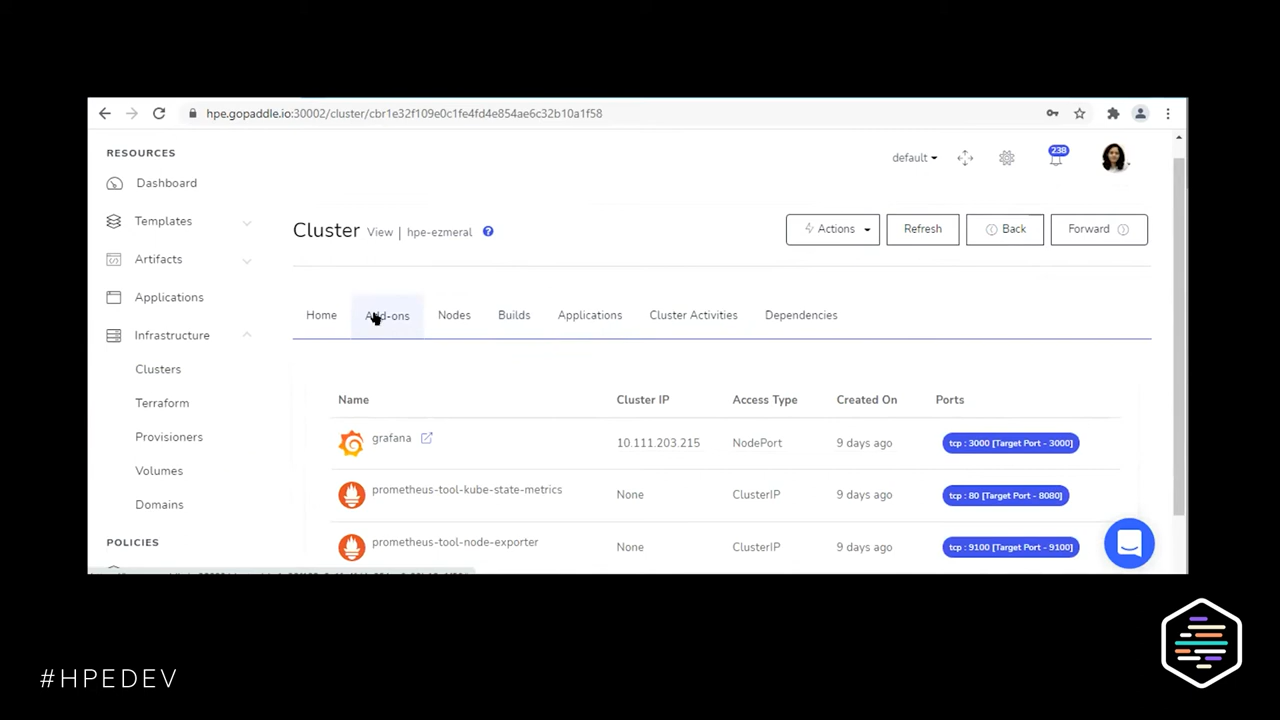 hpe.gopaddle.io:30002/cluster/cbr1e32f109e0c1fe4fd4e854ae6c32b10a1f58
RESOURCES
default
238
Dashboard
Templates
Cluster View | hpe-ezmeral ?
Actions Refresh Back Forward
Artifacts
Applications
Home Add-ons Nodes Builds Applications Cluster Activities Dependencies
Infrastructure
Clusters
Terraform
Provisioners
Volumes
Domains
POLICIES
Name Cluster IP Access Type Created On Ports
grafana 10.111.203.215 NodePort 9 days ago tcp : 3000 [Target Port - 3000]
prometheus-tool-kube-state-metrics None ClusterIP 9 days ago tcp : 80 [Target Port - 8080]
prometheus-tool-node-exporter None ClusterIP 9 days ago tcp : 9100 [Target Port - 9100]
#HPEDEV